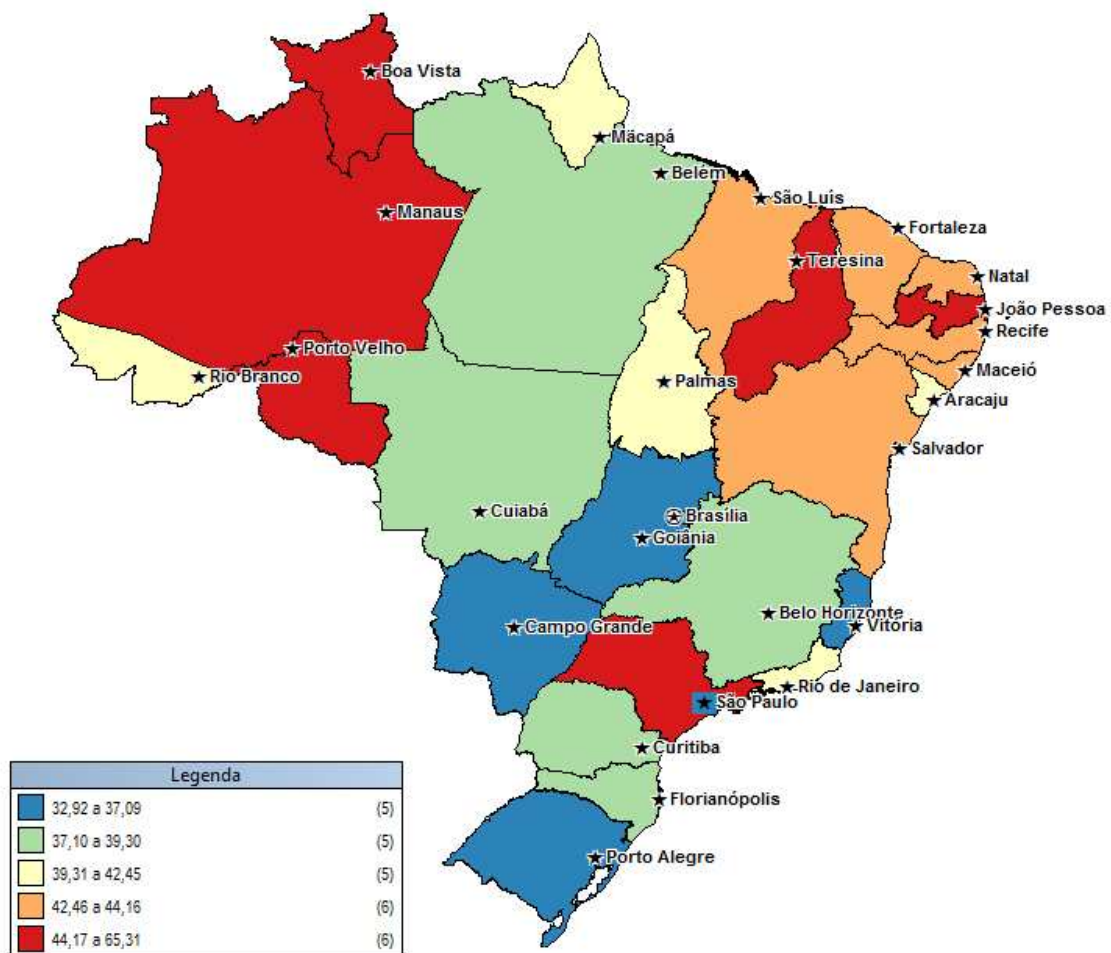 Boa Vista
Mäcapá
Belem
Manaus
São Luís
Fortaleza
Teresina
Natal
João Pessoa
Recife
Porto Velho
Rio Branco
Palmas
Maceió
Aracaju
Salvador
Cuiabá
Brasília
Goiânia
Belo Horizonte
Campo Grande
Vitória
Rio de Janeiro
São Paulo
Curitiba
Florianópolis
Porto Alegre
Legenda
32,92 a 37,09 (5)
37,10 a 39,30 (5)
39,31 a 42,45 (5)
42,46 a 44,16 (6)
44,17 a 65,31 (6)